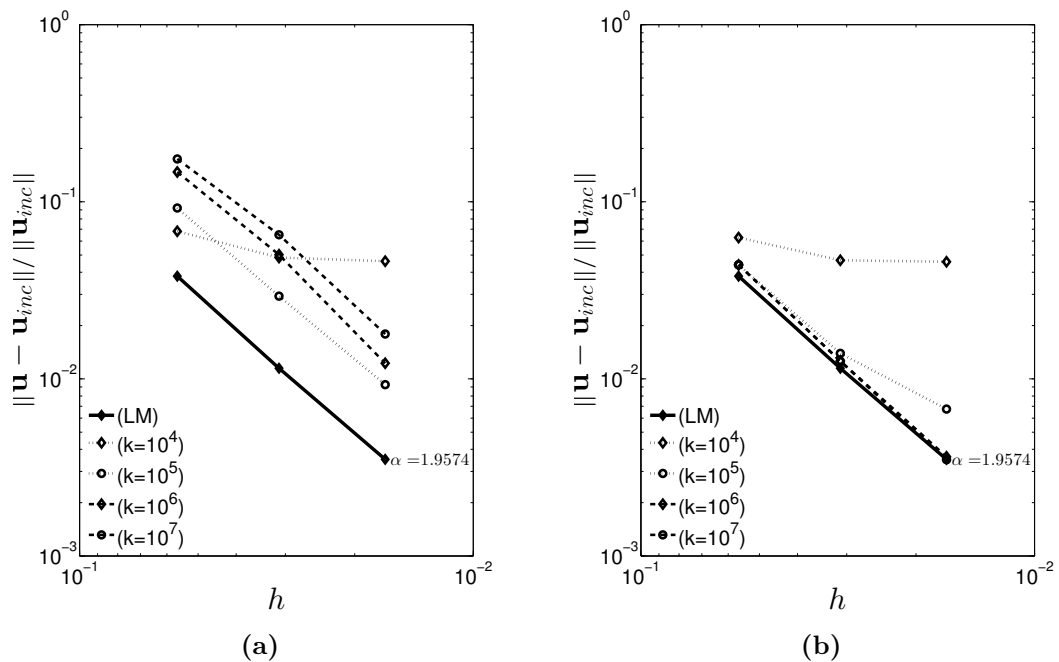 10^0
10^-1
10^-2
10^-3
||u − u_inc||/||u_inc||
(LM)
(k=10^4)
(k=10^5)
(k=10^6)
(k=10^7)
α =1.9574
10^-1
10^-2
h
(a)
10^0
10^-1
10^-2
10^-3
||u − u_inc||/||u_inc||
(LM)
(k=10^4)
(k=10^5)
(k=10^6)
(k=10^7)
α =1.9574
10^-1
10^-2
h
(b)